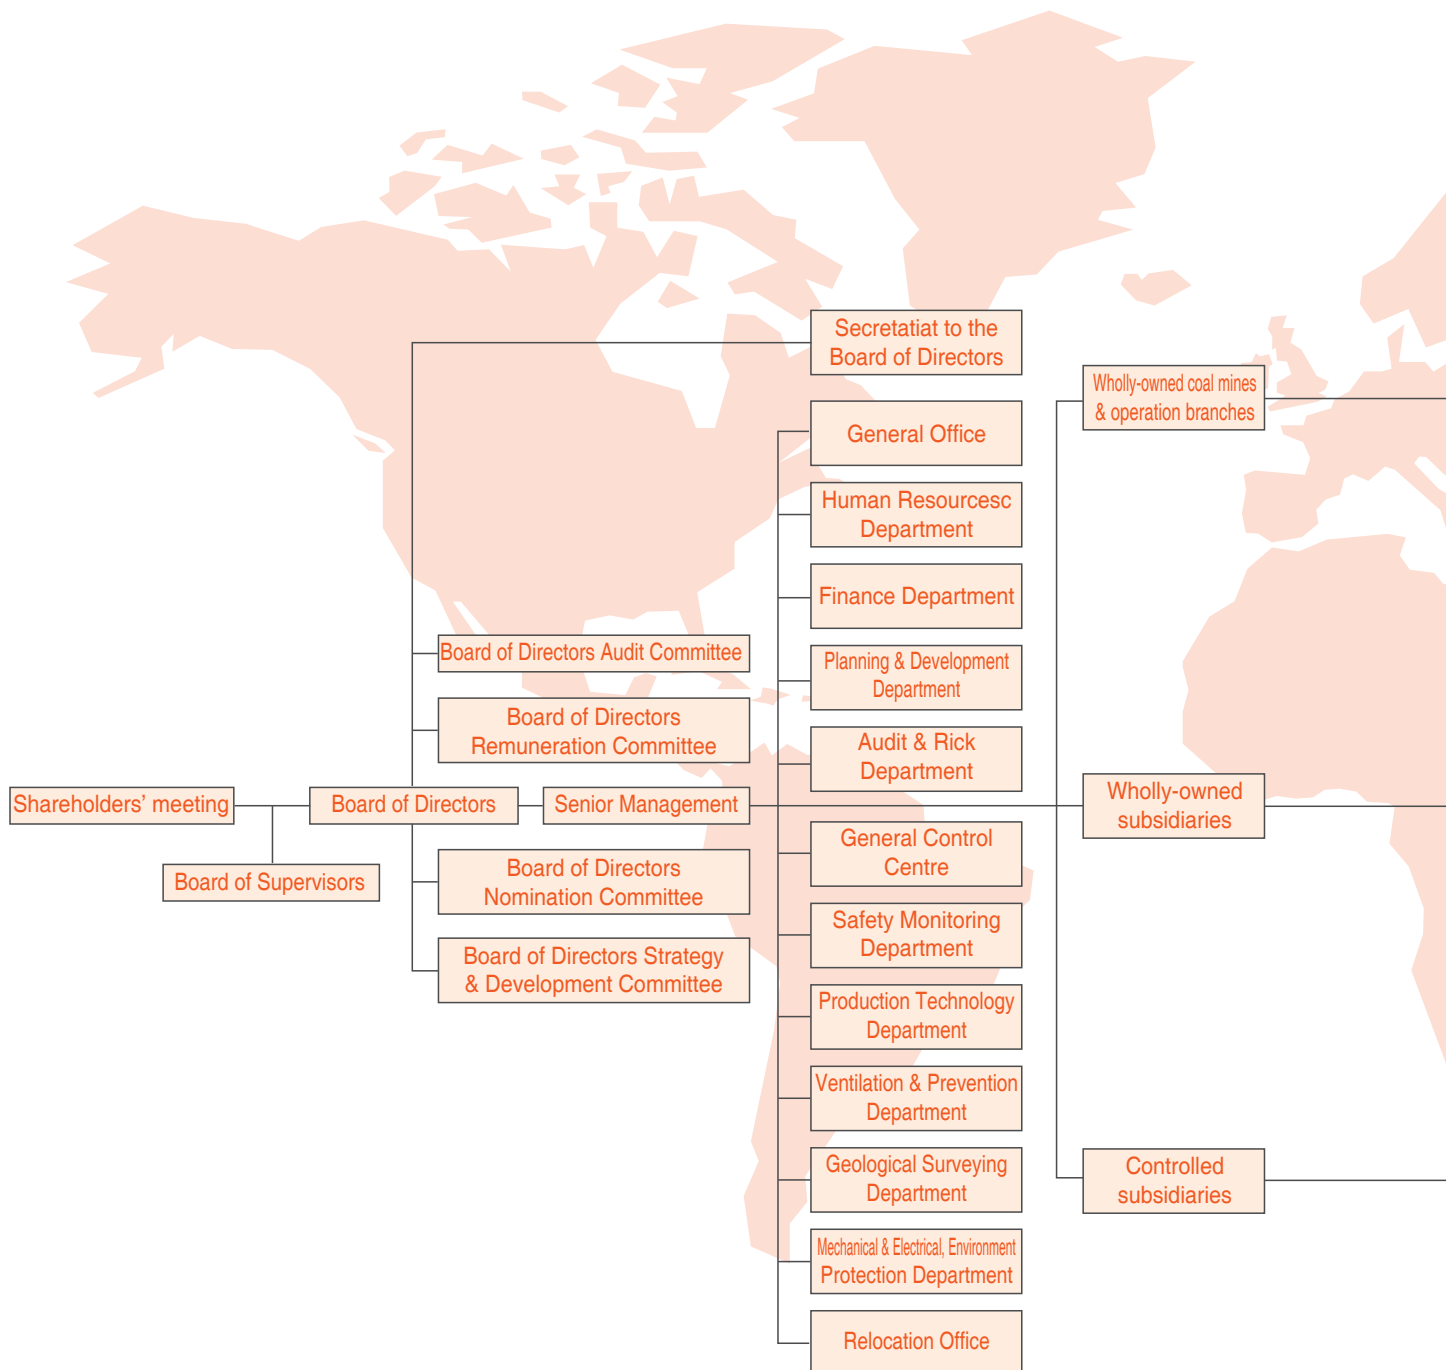 Shareholders’ meeting
Board of Supervisors
Board of Directors
Board of Directors Audit Committee
Board of Directors
Remuneration Committee
Senior Management
Board of Directors
Nomination Committee
Board of Directors Strategy
& Development Committee
Secretatiat to the
Board of Directors
General Office
Human Resourcesc
Department
Finance Department
Planning & Development
Department
Audit & Rick
Department
General Control
Centre
Safety Monitoring
Department
Production Technology
Department
Ventilation & Prevention
Department
Geological Surveying
Department
Mechanical & Electrical, Environment
Protection Department
Relocation Office
Wholly-owned coal mines
& operation branches
Wholly-owned
subsidiaries
Controlled
subsidiaries